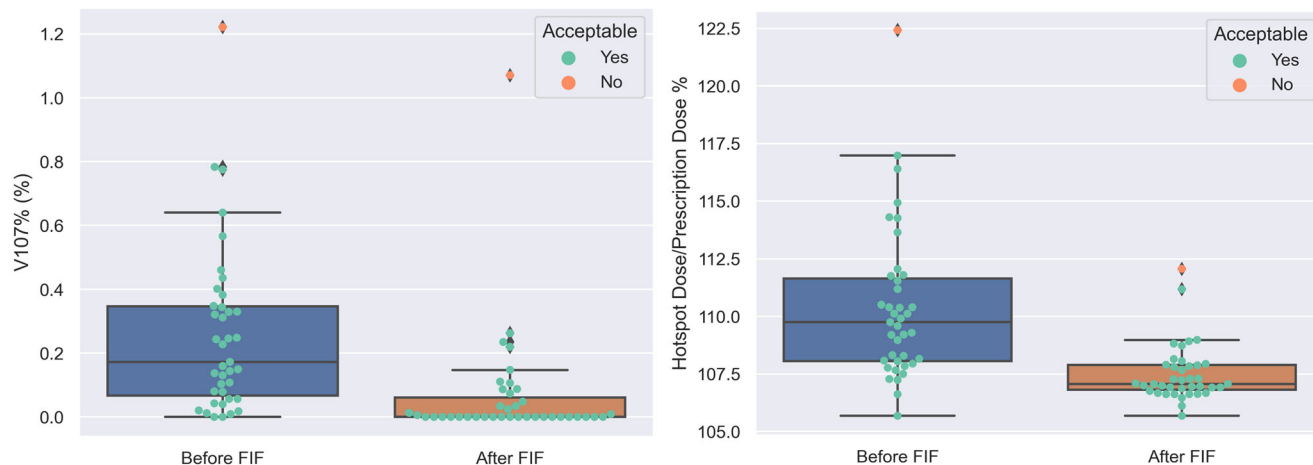 V107% (%)
1.2
1.0
0.8
0.6
0.4
0.2
0.0
Before FIF
After FIF
Acceptable
Yes
No
Hotspot Dose/Prescription Dose %
122.5
120.0
117.5
115.0
112.5
110.0
107.5
105.0
Before FIF
After FIF
Acceptable
Yes
No